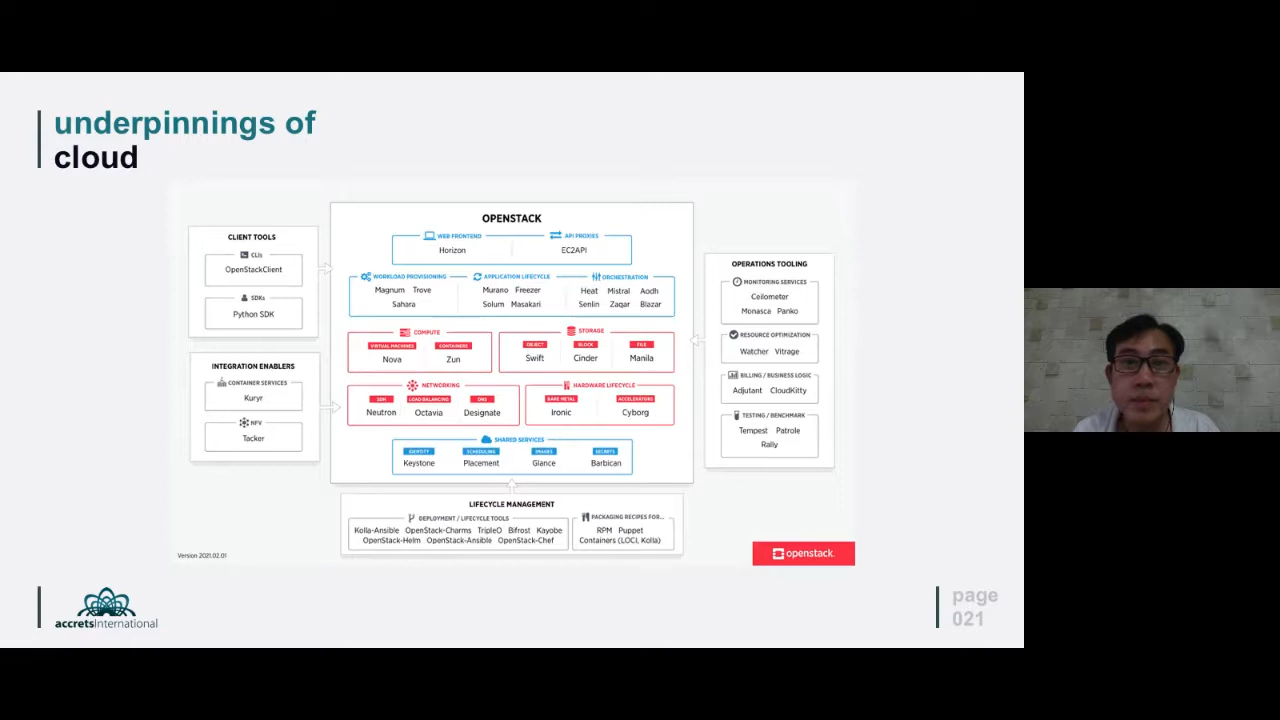 underpinnings of
cloud
CLIENT TOOLS
CLIs
OpenStackClient
SDKs
Python SDK
INTEGRATION ENABLERS
CONTAINER SERVICES
Kuryr
NFV
Tacker
OPENSTACK
WEB FRONTEND
API PROXIES
Horizon
EC2API
WORKLOAD PROVISIONING
APPLICATION LIFECYCLE
ORCHESTRATION
Magnum Trove
Sahara
Murano Freezer
Solum Masakari
Heat Mistral Aodh
Senlin Zaqar Blazar
COMPUTE
VIRTUAL MACHINES
CONTAINERS
Nova
Zun
STORAGE
OBJECT
BLOCK
FILE
Swift
Cinder
Manila
NETWORKING
SDN
LOAD BALANCING
DNS
Neutron
Octavia
Designate
HARDWARE LIFECYCLE
BARE METAL
ACCELERATORS
Ironic
Cyborg
SHARED SERVICES
IDENTITY
SCHEDULING
IMAGES
SECRETS
Keystone
Placement
Glance
Barbican
LIFECYCLE MANAGEMENT
DEPLOYMENT / LIFECYCLE TOOLS
Kolla-Ansible OpenStack-Charms TripleO Bifrost Kayobe
OpenStack-Helm OpenStack-Ansible OpenStack-Chef
PACKAGING RECIPES FOR...
RPM Puppet
Containers (LOCI, Kolla)
OPERATIONS TOOLING
MONITORING SERVICES
Ceilometer
Monasca Panko
RESOURCE OPTIMIZATION
Watcher Vitrage
BILLING / BUSINESS LOGIC
Adjutant CloudKitty
TESTING / BENCHMARK
Tempest Patrole
Rally
Version 2021.02.01
openstack.
accretsInternational
page
021